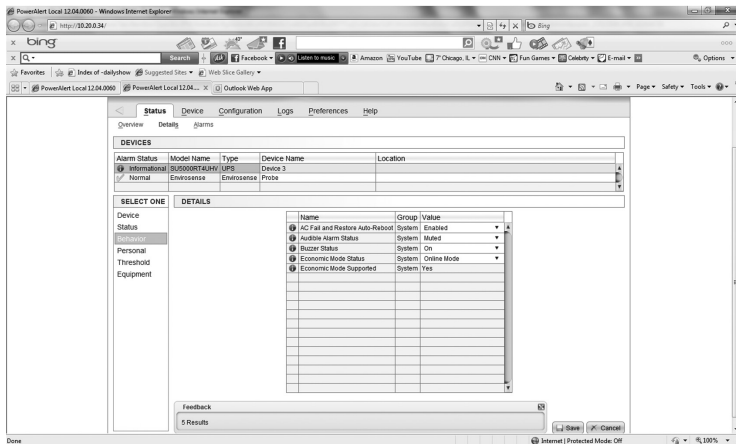 PowerAlert Local 12.04.0060 - Windows Internet Explorer
http://10.20.0.34/
Bing
x bing
43°
x Q Search Facebook Listen to music Amazon YouTube 7° Chicago, IL CNN Fun Games Celebrity E-mail Options
Favorites Index of -dailyshow Suggested Sites Web Slice Gallery
PowerAlert Local 12.04.0060 PowerAlert Local 12.04.... X Outlook Web App Page Safety Tools
Status Device Configuration Logs Preferences Help
Overview Details Alarms
DEVICES
Alarm Status Model Name Type Device Name Location
Informational SU5000RT4UHV UPS Device 3
Normal Envirosense Envirosense Probe
SELECT ONE DETAILS
Device
Status
Behavior
Personal
Threshold
Equipment
Name Group Value
AC Fail and Restore Auto-Reboot System Enabled
Audible Alarm Status System Muted
Buzzer Status System On
Economic Mode Status System Online Mode
Economic Mode Supported System Yes
Feedback
5 Results
Save Cancel
Done Internet | Protected Mode: Off 100%